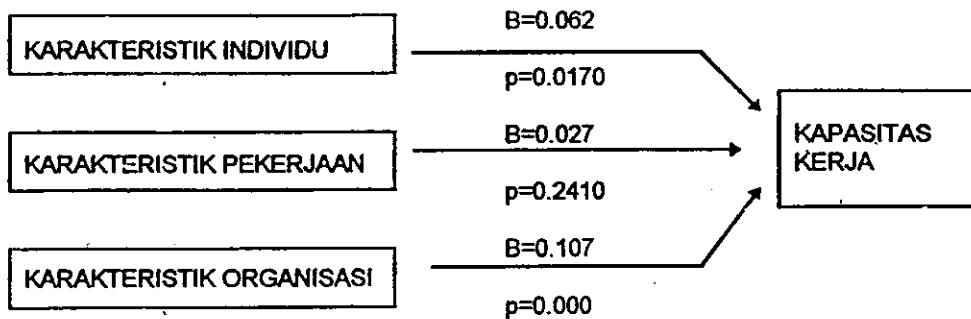 B=0.062
KARAKTERISTIK INDIVIDU
p=0.0170
B=0.027
KARAKTERISTIK PEKERJAAN
p=0.2410
KAPASITAS
KERJA
B=0.107
KARAKTERISTIK ORGANISASI
p=0.000